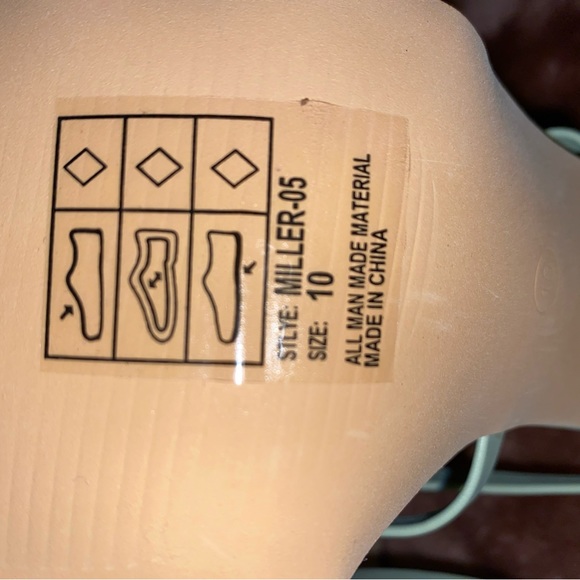 STLYE: MILLER-05
SIZE: 10
ALL MAN MADE MATERIAL
MADE IN CHINA